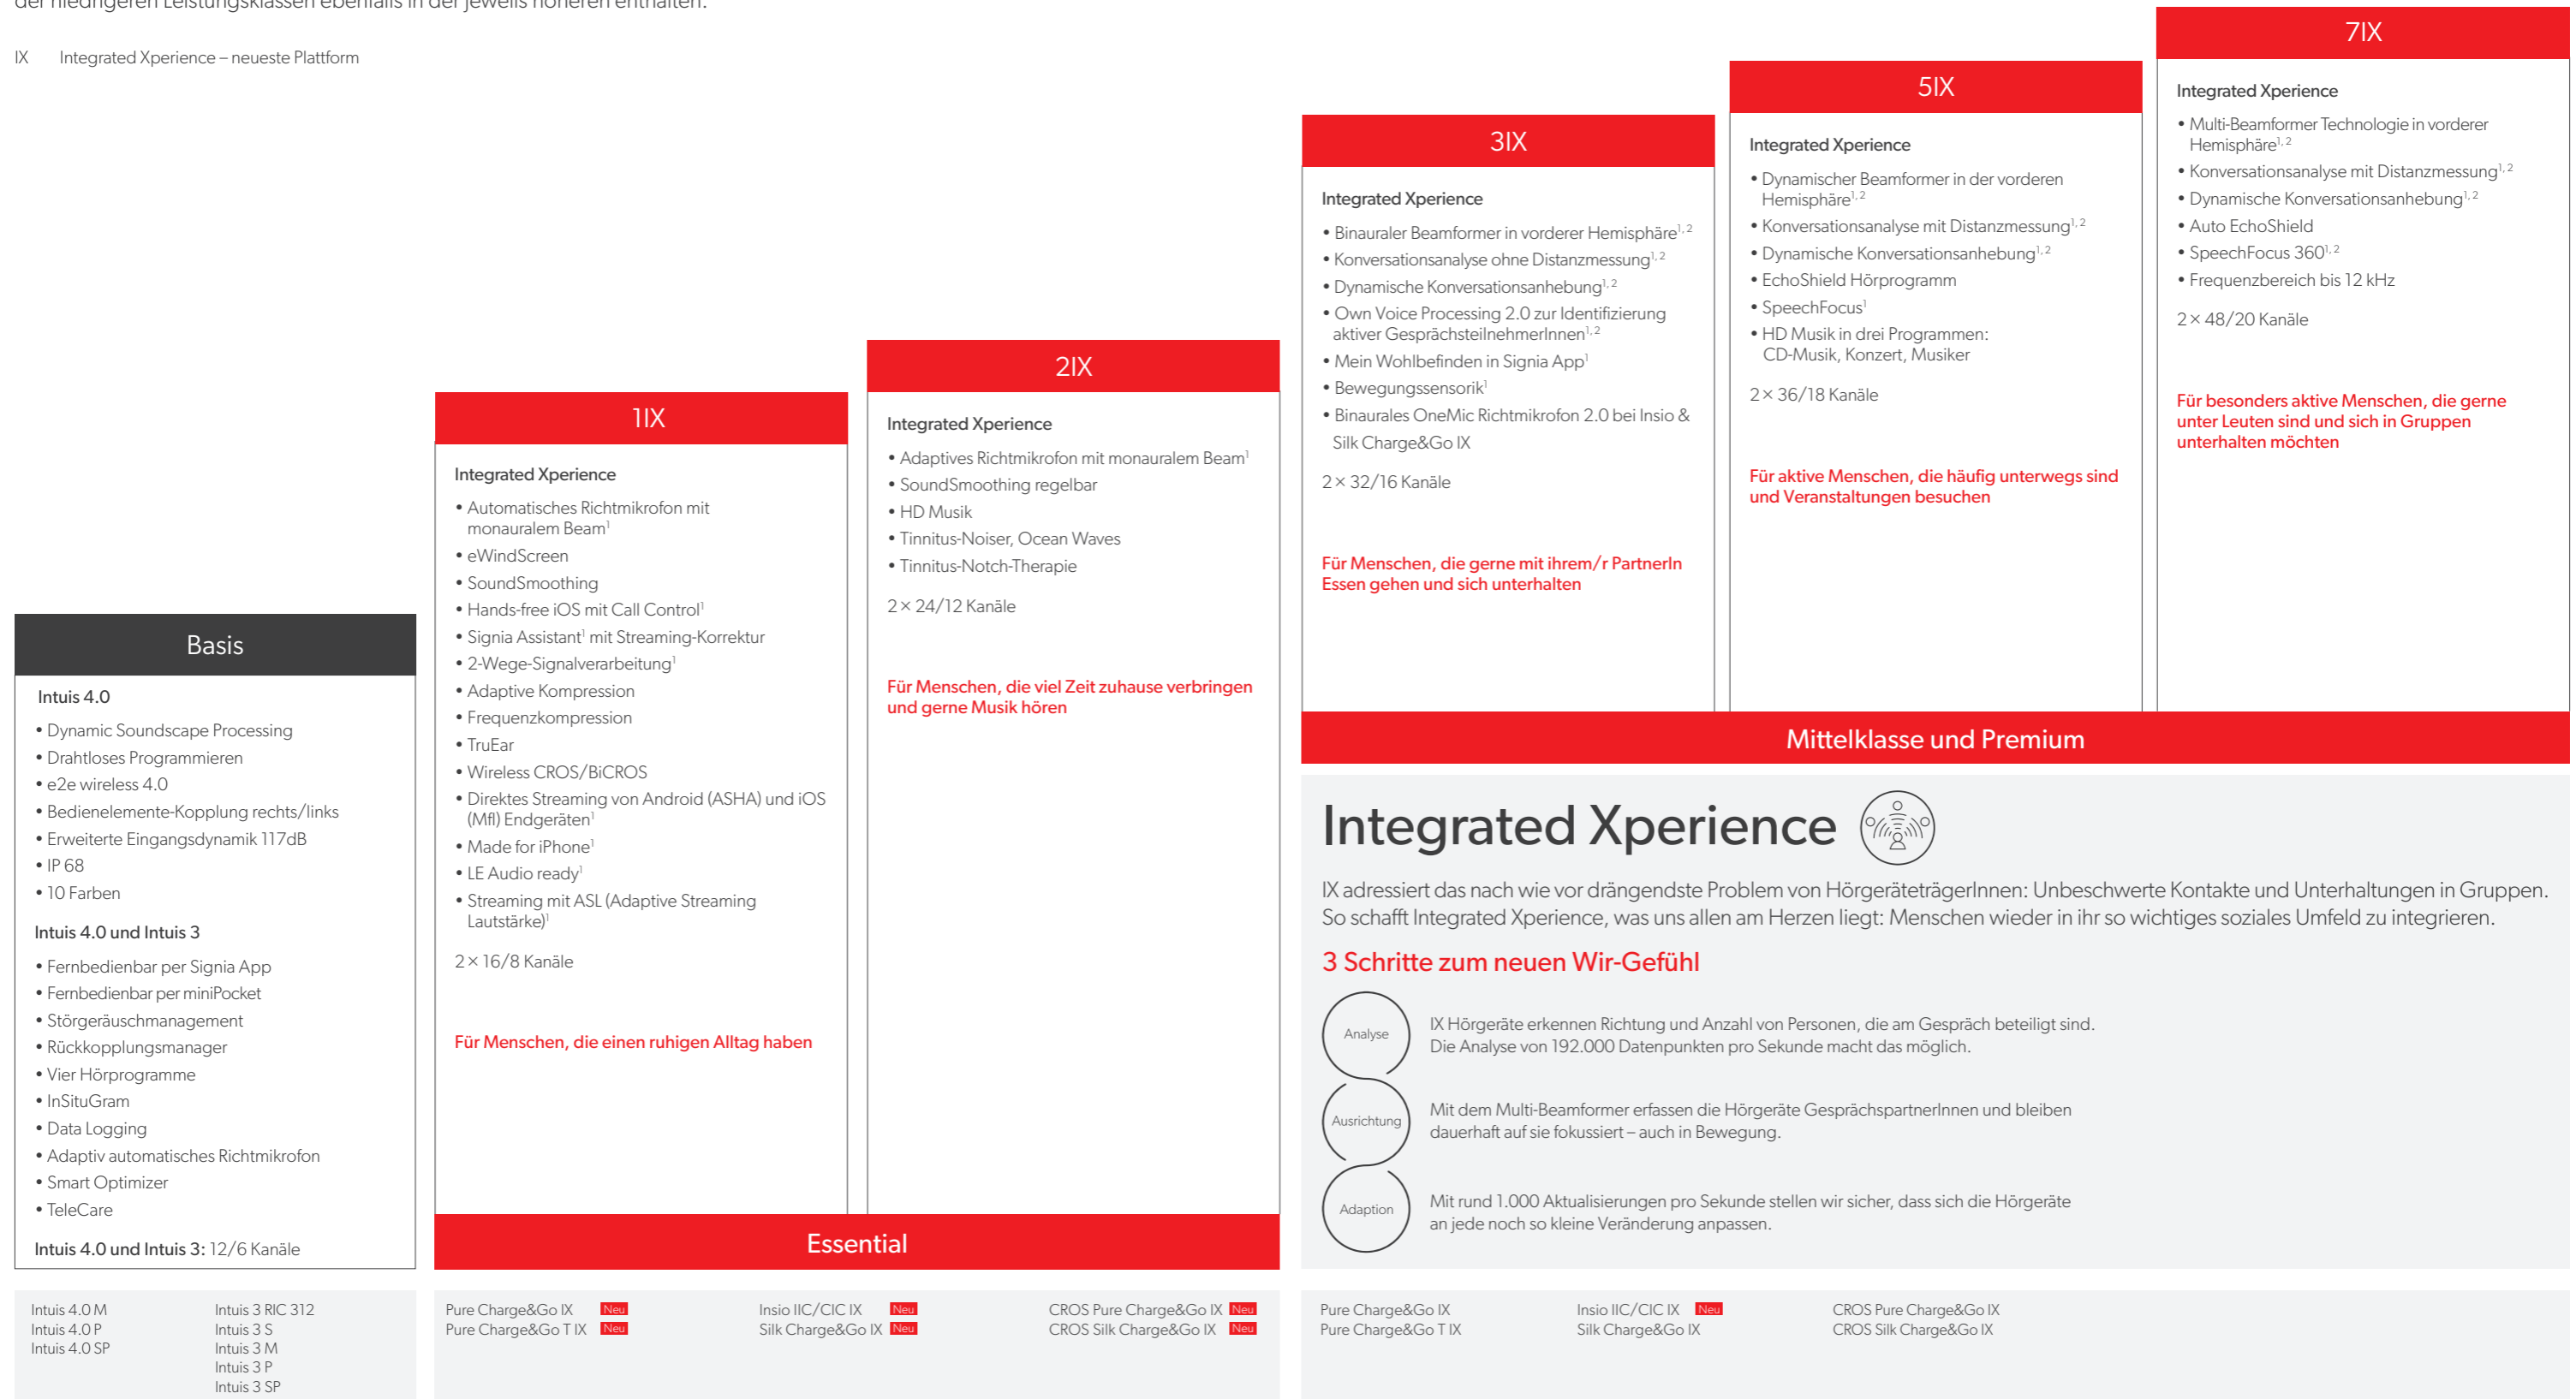 der niedrigeren Leistungsklassen ebenfalls in der jeweils höheren enthalten.
IX Integrated Xperience – neueste Plattform
Basis
Intuis 4.0
• Dynamic Soundscape Processing
• Drahtloses Programmieren
• e2e wireless 4.0
• Bedienelemente-Kopplung rechts/links
• Erweiterte Eingangsdynamik 117dB
• IP 68
• 10 Farben
Intuis 4.0 und Intuis 3
• Fernbedienbar per Signia App
• Fernbedienbar per miniPocket
• Störgeräuschmanagement
• Rückkopplungsmanager
• Vier Hörprogramme
• InSituGram
• Data Logging
• Adaptiv automatisches Richtmikrofon
• Smart Optimizer
• TeleCare
Intuis 4.0 und Intuis 3: 12/6 Kanäle
1IX
Integrated Xperience
• Automatisches Richtmikrofon mit
monauralem Beam¹
• eWindScreen
• SoundSmoothing
• Hands-free iOS mit Call Control¹
• Signia Assistant¹ mit Streaming-Korrektur
• 2-Wege-Signalverarbeitung¹
• Adaptive Kompression
• Frequenzkompression
• TruEar
• Wireless CROS/BiCROS
• Direktes Streaming von Android (ASHA) und iOS
(Mfl) Endgeräten¹
• Made for iPhone¹
• LE Audio ready¹
• Streaming mit ASL (Adaptive Streaming
Lautstärke)¹
2 × 16/8 Kanäle
Für Menschen, die einen ruhigen Alltag haben
2IX
Integrated Xperience
• Adaptives Richtmikrofon mit monauralem Beam¹
• SoundSmoothing regelbar
• HD Musik
• Tinnitus-Noiser, Ocean Waves
• Tinnitus-Notch-Therapie
2 × 24/12 Kanäle
Für Menschen, die viel Zeit zuhause verbringen
und gerne Musik hören
Essential
3IX
Integrated Xperience
• Binauraler Beamformer in vorderer Hemisphäre¹,²
• Konversationsanalyse ohne Distanzmessung¹,²
• Dynamische Konversationsanhebung¹,²
• Own Voice Processing 2.0 zur Identifizierung
aktiver GesprächsteilnehmerInnen¹,²
• Mein Wohlbefinden in Signia App¹
• Bewegungssensorik¹
• Binaurales OneMic Richtmikrofon 2.0 bei Insio &
Silk Charge&Go IX
2 × 32/16 Kanäle
Für Menschen, die gerne mit ihrem/r PartnerIn
Essen gehen und sich unterhalten
5IX
Integrated Xperience
• Dynamischer Beamformer in der vorderen
Hemisphäre¹,²
• Konversationsanalyse mit Distanzmessung¹,²
• Dynamische Konversationsanhebung¹,²
• EchoShield Hörprogramm
• SpeechFocus¹
• HD Musik in drei Programmen:
CD-Musik, Konzert, Musiker
2 × 36/18 Kanäle
Für aktive Menschen, die häufig unterwegs sind
und Veranstaltungen besuchen
7IX
Integrated Xperience
• Multi-Beamformer Technologie in vorderer
Hemisphäre¹,²
• Konversationsanalyse mit Distanzmessung¹,²
• Dynamische Konversationsanhebung¹,²
• Auto EchoShield
• SpeechFocus 360¹,²
• Frequenzbereich bis 12 kHz
2 × 48/20 Kanäle
Für besonders aktive Menschen, die gerne
unter Leuten sind und sich in Gruppen
unterhalten möchten
Mittelklasse und Premium
Integrated Xperience
IX adressiert das nach wie vor drängendste Problem von HörgeräteträgerInnen: Unbeschwerte Kontakte und Unterhaltungen in Gruppen.
So schafft Integrated Xperience, was uns allen am Herzen liegt: Menschen wieder in ihr so wichtiges soziales Umfeld zu integrieren.
3 Schritte zum neuen Wir-Gefühl
Analyse
IX Hörgeräte erkennen Richtung und Anzahl von Personen, die am Gespräch beteiligt sind.
Die Analyse von 192.000 Datenpunkten pro Sekunde macht das möglich.
Ausrichtung
Mit dem Multi-Beamformer erfassen die Hörgeräte GesprächspartnerInnen und bleiben
dauerhaft auf sie fokussiert – auch in Bewegung.
Adaption
Mit rund 1.000 Aktualisierungen pro Sekunde stellen wir sicher, dass sich die Hörgeräte
an jede noch so kleine Veränderung anpassen.
Intuis 4.0 M
Intuis 4.0 P
Intuis 4.0 SP
Intuis 3 RIC 312
Intuis 3 S
Intuis 3 M
Intuis 3 P
Intuis 3 SP
Pure Charge&Go IX Neu
Pure Charge&Go T IX Neu
Insio IIC/CIC IX Neu
Silk Charge&Go IX Neu
CROS Pure Charge&Go IX Neu
CROS Silk Charge&Go IX Neu
Pure Charge&Go IX
Pure Charge&Go T IX
Insio IIC/CIC IX Neu
Silk Charge&Go IX
CROS Pure Charge&Go IX
CROS Silk Charge&Go IX